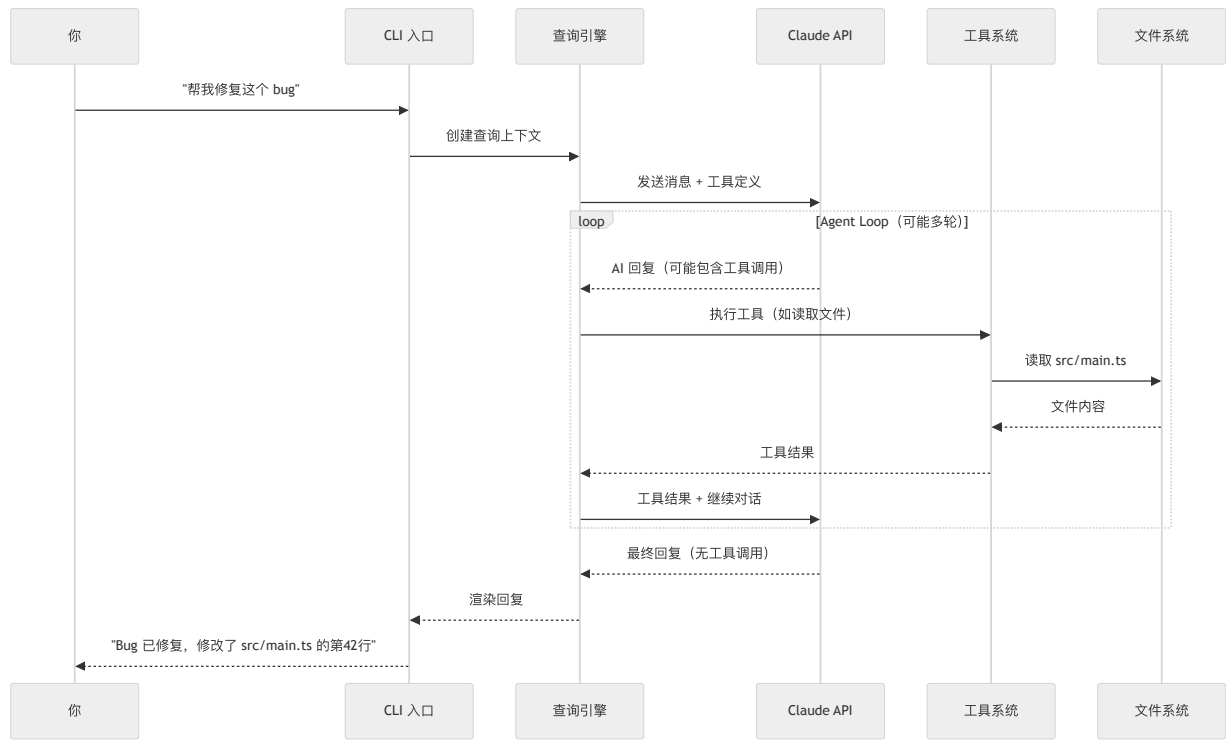 你
CLI 入口
查询引擎
Claude API
工具系统
文件系统
"帮我修复这个 bug"
创建查询上下文
发送消息 + 工具定义
loop
[Agent Loop（可能多轮）]
AI 回复（可能包含工具调用）
执行工具（如读取文件）
读取 src/main.ts
文件内容
工具结果
工具结果 + 继续对话
最终回复（无工具调用）
渲染回复
"Bug 已修复，修改了 src/main.ts 的第42行"
你
CLI 入口
查询引擎
Claude API
工具系统
文件系统